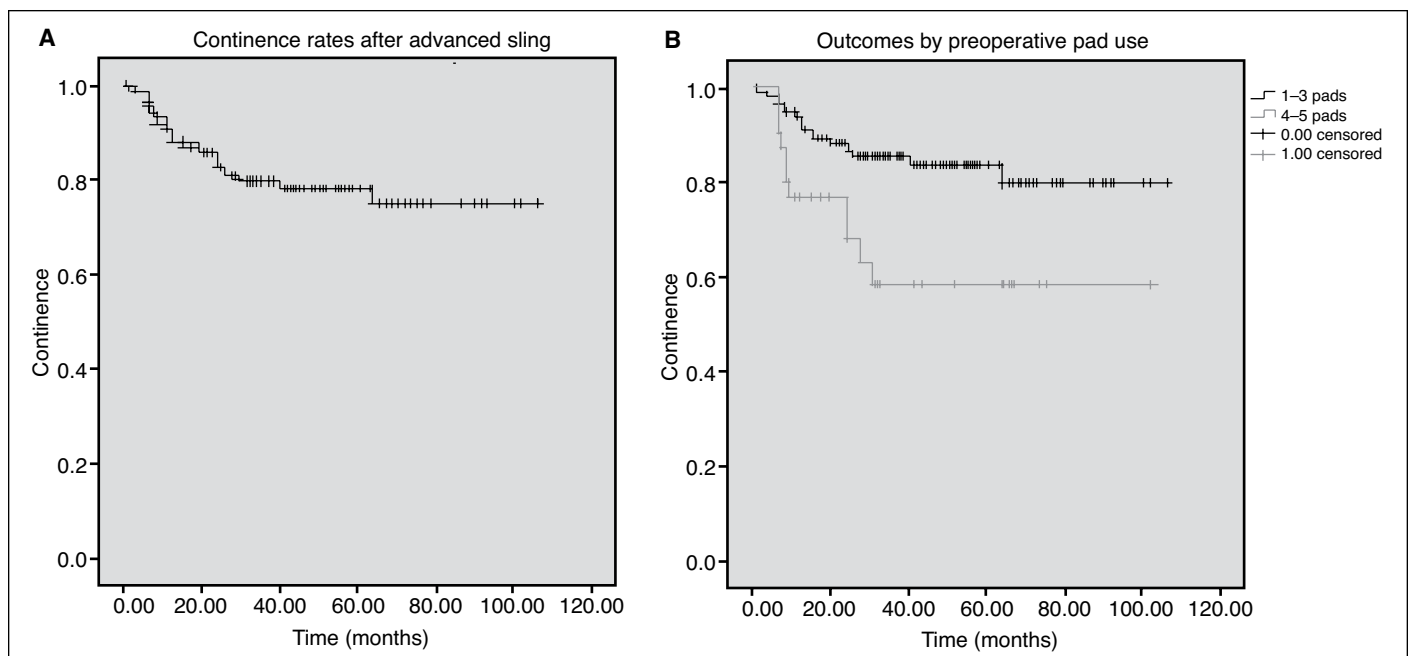 A
Continence rates after advanced sling
1.0
0.8
0.6
0.4
0.2
0.0
Continence
0.00 20.00 40.00 60.00 80.00 100.00 120.00
Time (months)
B
Outcomes by preoperative pad use
1.0
0.8
0.6
0.4
0.2
0.0
Continence
0.00 20.00 40.00 60.00 80.00 100.00 120.00
Time (months)
1–3 pads
4–5 pads
0.00 censored
1.00 censored